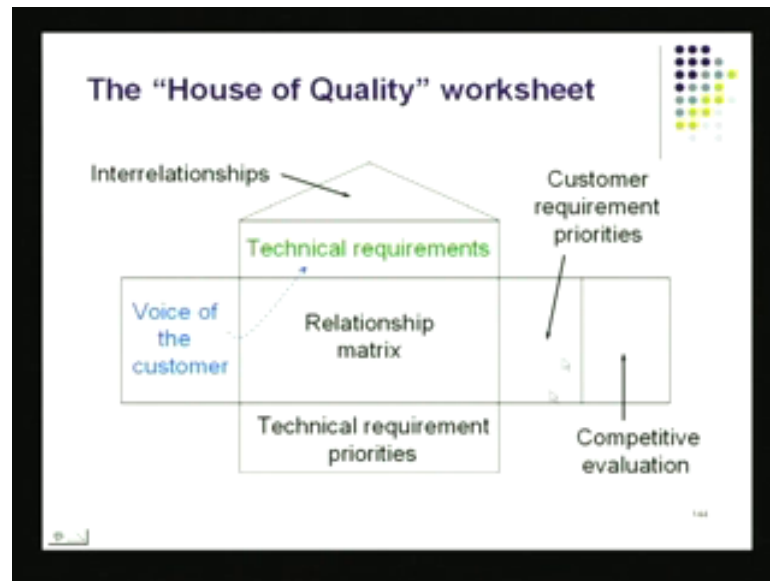 The “House of Quality” worksheet
Interrelationships
Customer
requirement
priorities
Technical requirements
Voice of
the
customer
Relationship
matrix
Technical requirement
priorities
Competitive
evaluation
144